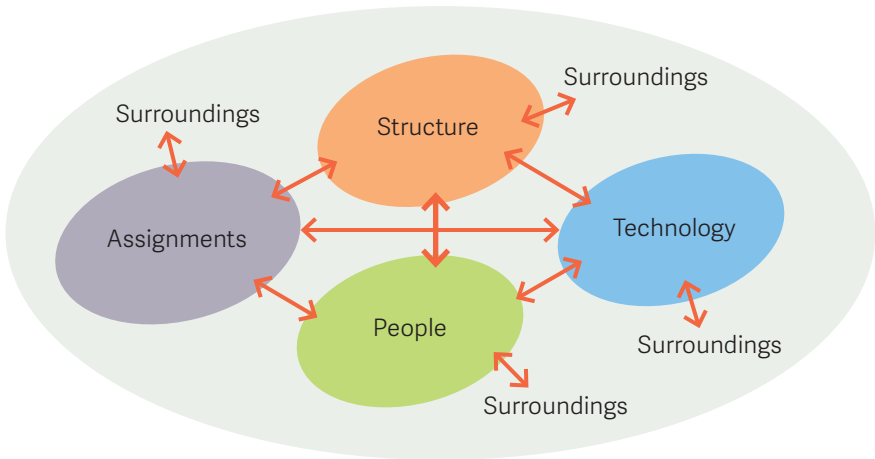 Surroundings
Surroundings
Structure
Assignments
Technology
People
Surroundings
Surroundings